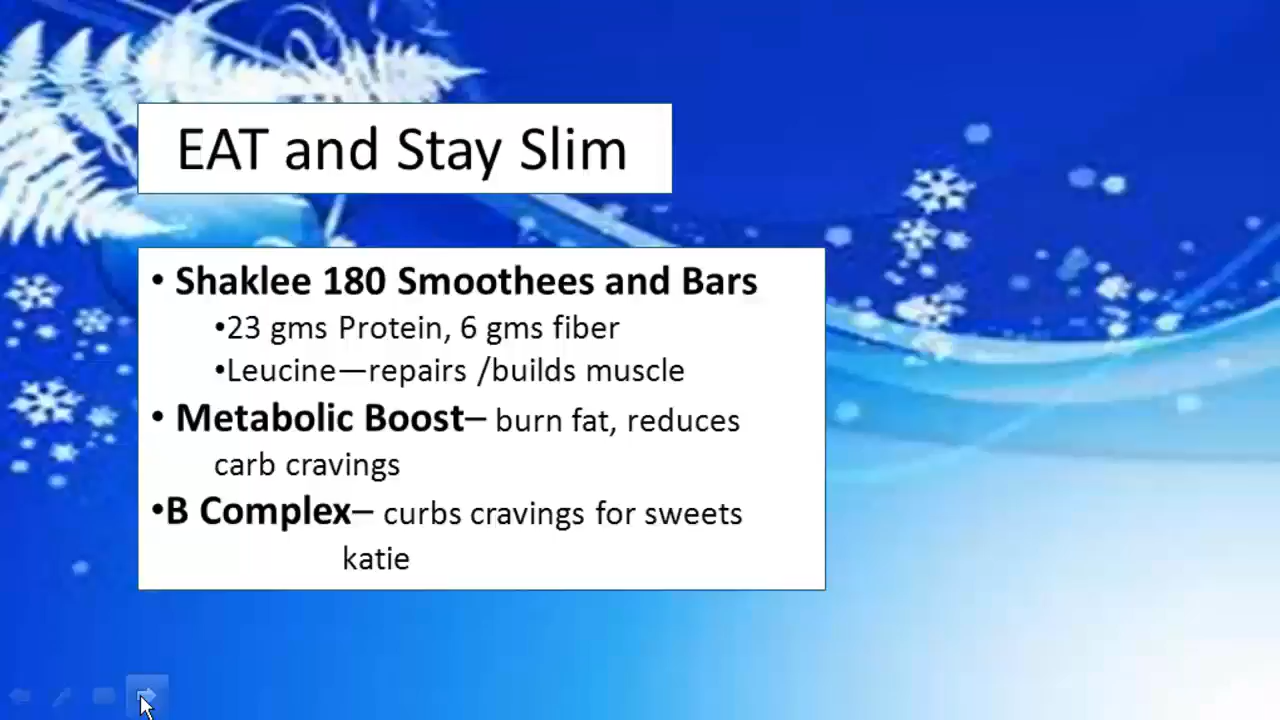 EAT and Stay Slim
• Shaklee 180 Smoothees and Bars
•23 gms Protein, 6 gms fiber
•Leucine—repairs /builds muscle
• Metabolic Boost– burn fat, reduces
carb cravings
•B Complex– curbs cravings for sweets
katie